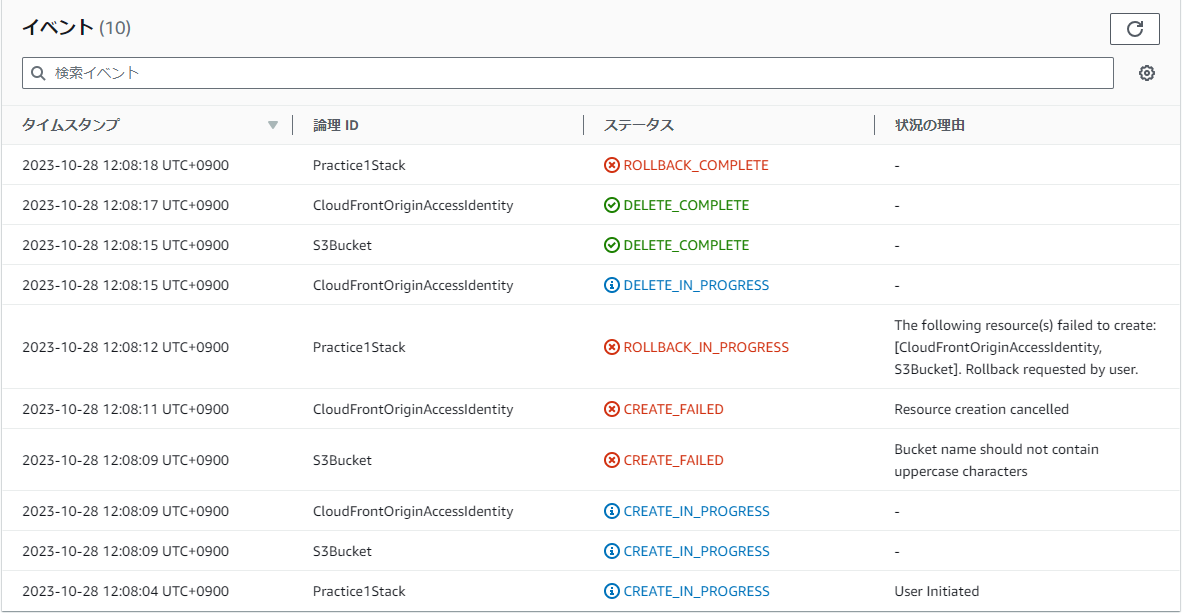 イベント (10)
検索イベント
タイムスタンプ 論理 ID ステータス 状況の理由
2023-10-28 12:08:18 UTC+0900 Practice1Stack ROLLBACK_COMPLETE -
2023-10-28 12:08:17 UTC+0900 CloudFrontOriginAccessIdentity DELETE_COMPLETE -
2023-10-28 12:08:15 UTC+0900 S3Bucket DELETE_COMPLETE -
2023-10-28 12:08:15 UTC+0900 CloudFrontOriginAccessIdentity DELETE_IN_PROGRESS -
2023-10-28 12:08:12 UTC+0900 Practice1Stack ROLLBACK_IN_PROGRESS The following resource(s) failed to create:
[CloudFrontOriginAccessIdentity,
S3Bucket]. Rollback requested by user.
2023-10-28 12:08:11 UTC+0900 CloudFrontOriginAccessIdentity CREATE_FAILED Resource creation cancelled
2023-10-28 12:08:09 UTC+0900 S3Bucket CREATE_FAILED Bucket name should not contain
uppercase characters
2023-10-28 12:08:09 UTC+0900 CloudFrontOriginAccessIdentity CREATE_IN_PROGRESS -
2023-10-28 12:08:09 UTC+0900 S3Bucket CREATE_IN_PROGRESS -
2023-10-28 12:08:04 UTC+0900 Practice1Stack CREATE_IN_PROGRESS User Initiated